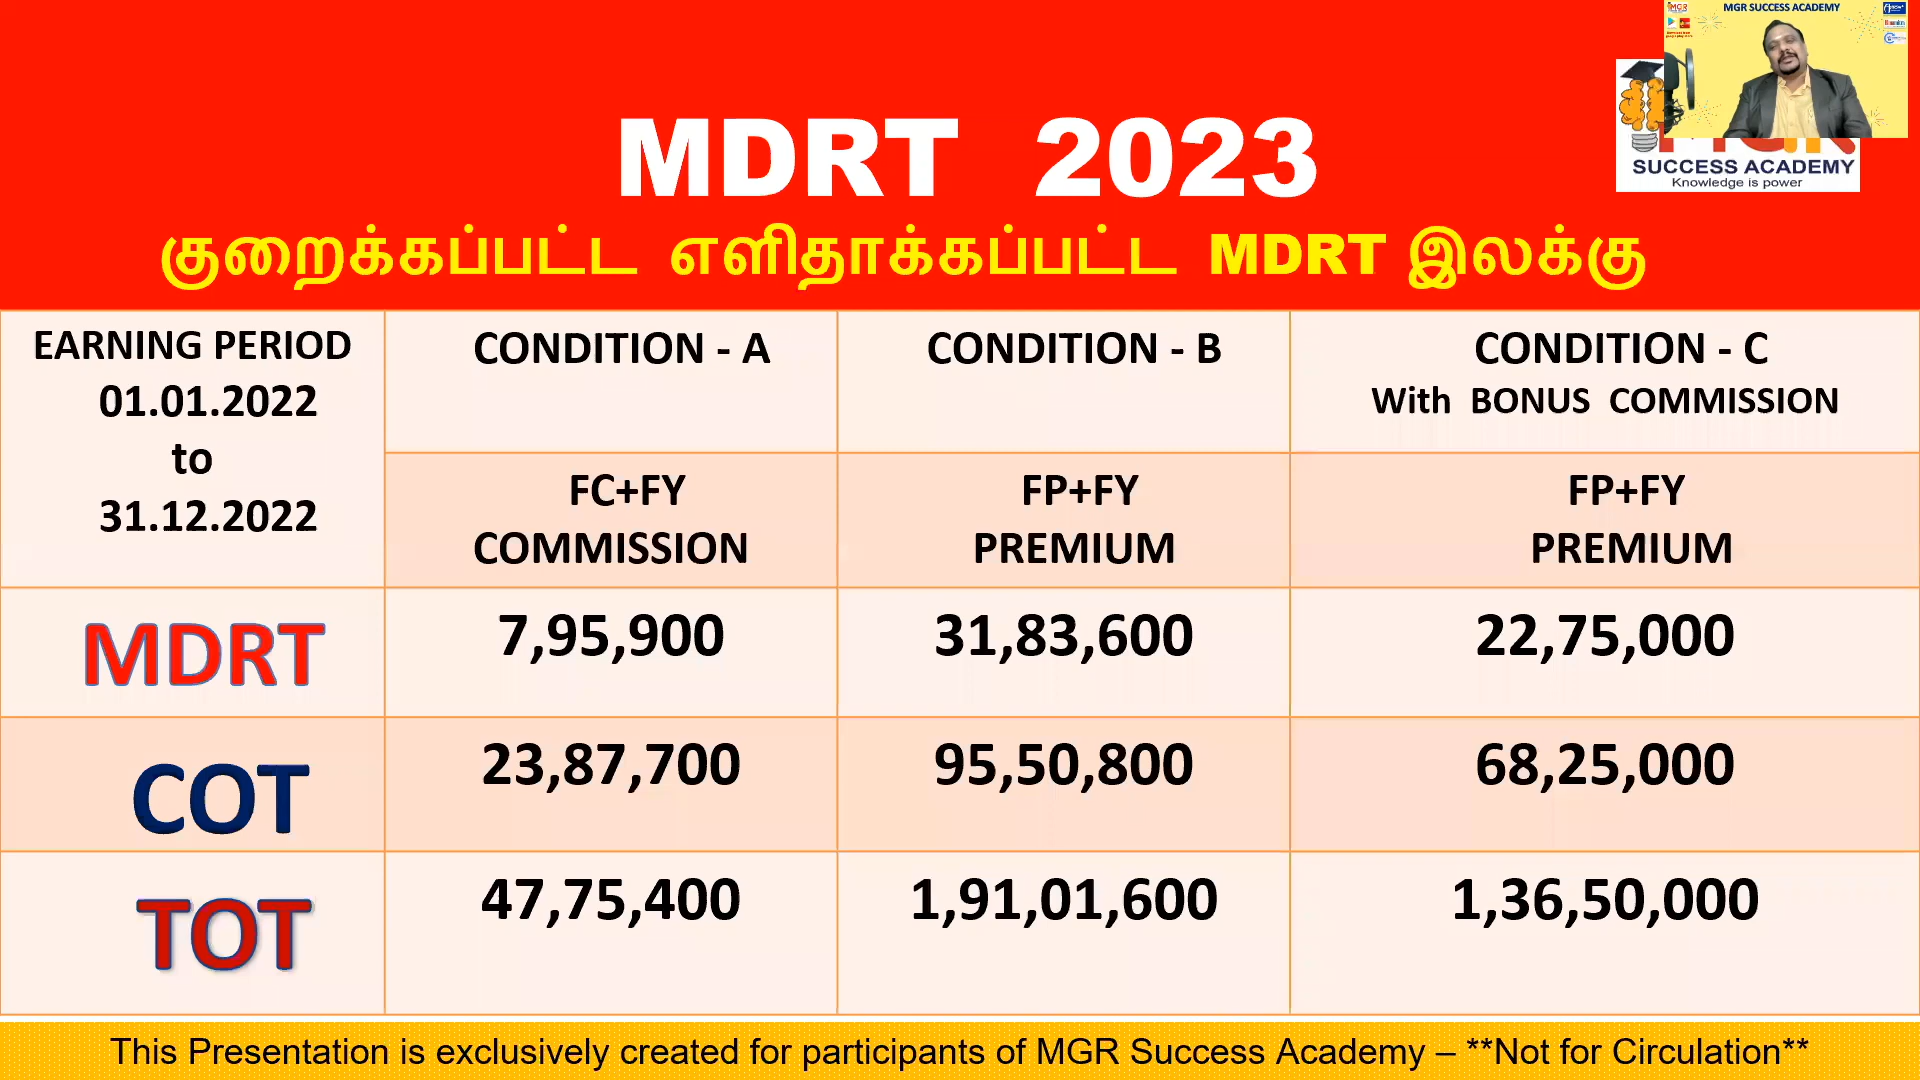 MGR SUCCESS ACADEMY
MDRT 2023
SUCCESS ACADEMY
Knowledge is power
குறைக்கப்பட்ட எளிதாக்கப்பட்ட MDRT இலக்கு
EARNING PERIOD
01.01.2022
to
31.12.2022
CONDITION - A
CONDITION - B
CONDITION - C
With BONUS COMMISSION
FC+FY
COMMISSION
FP+FY
PREMIUM
FP+FY
PREMIUM
MDRT 7,95,900 31,83,600 22,75,000
COT 23,87,700 95,50,800 68,25,000
TOT 47,75,400 1,91,01,600 1,36,50,000
This Presentation is exclusively created for participants of MGR Success Academy – **Not for Circulation**